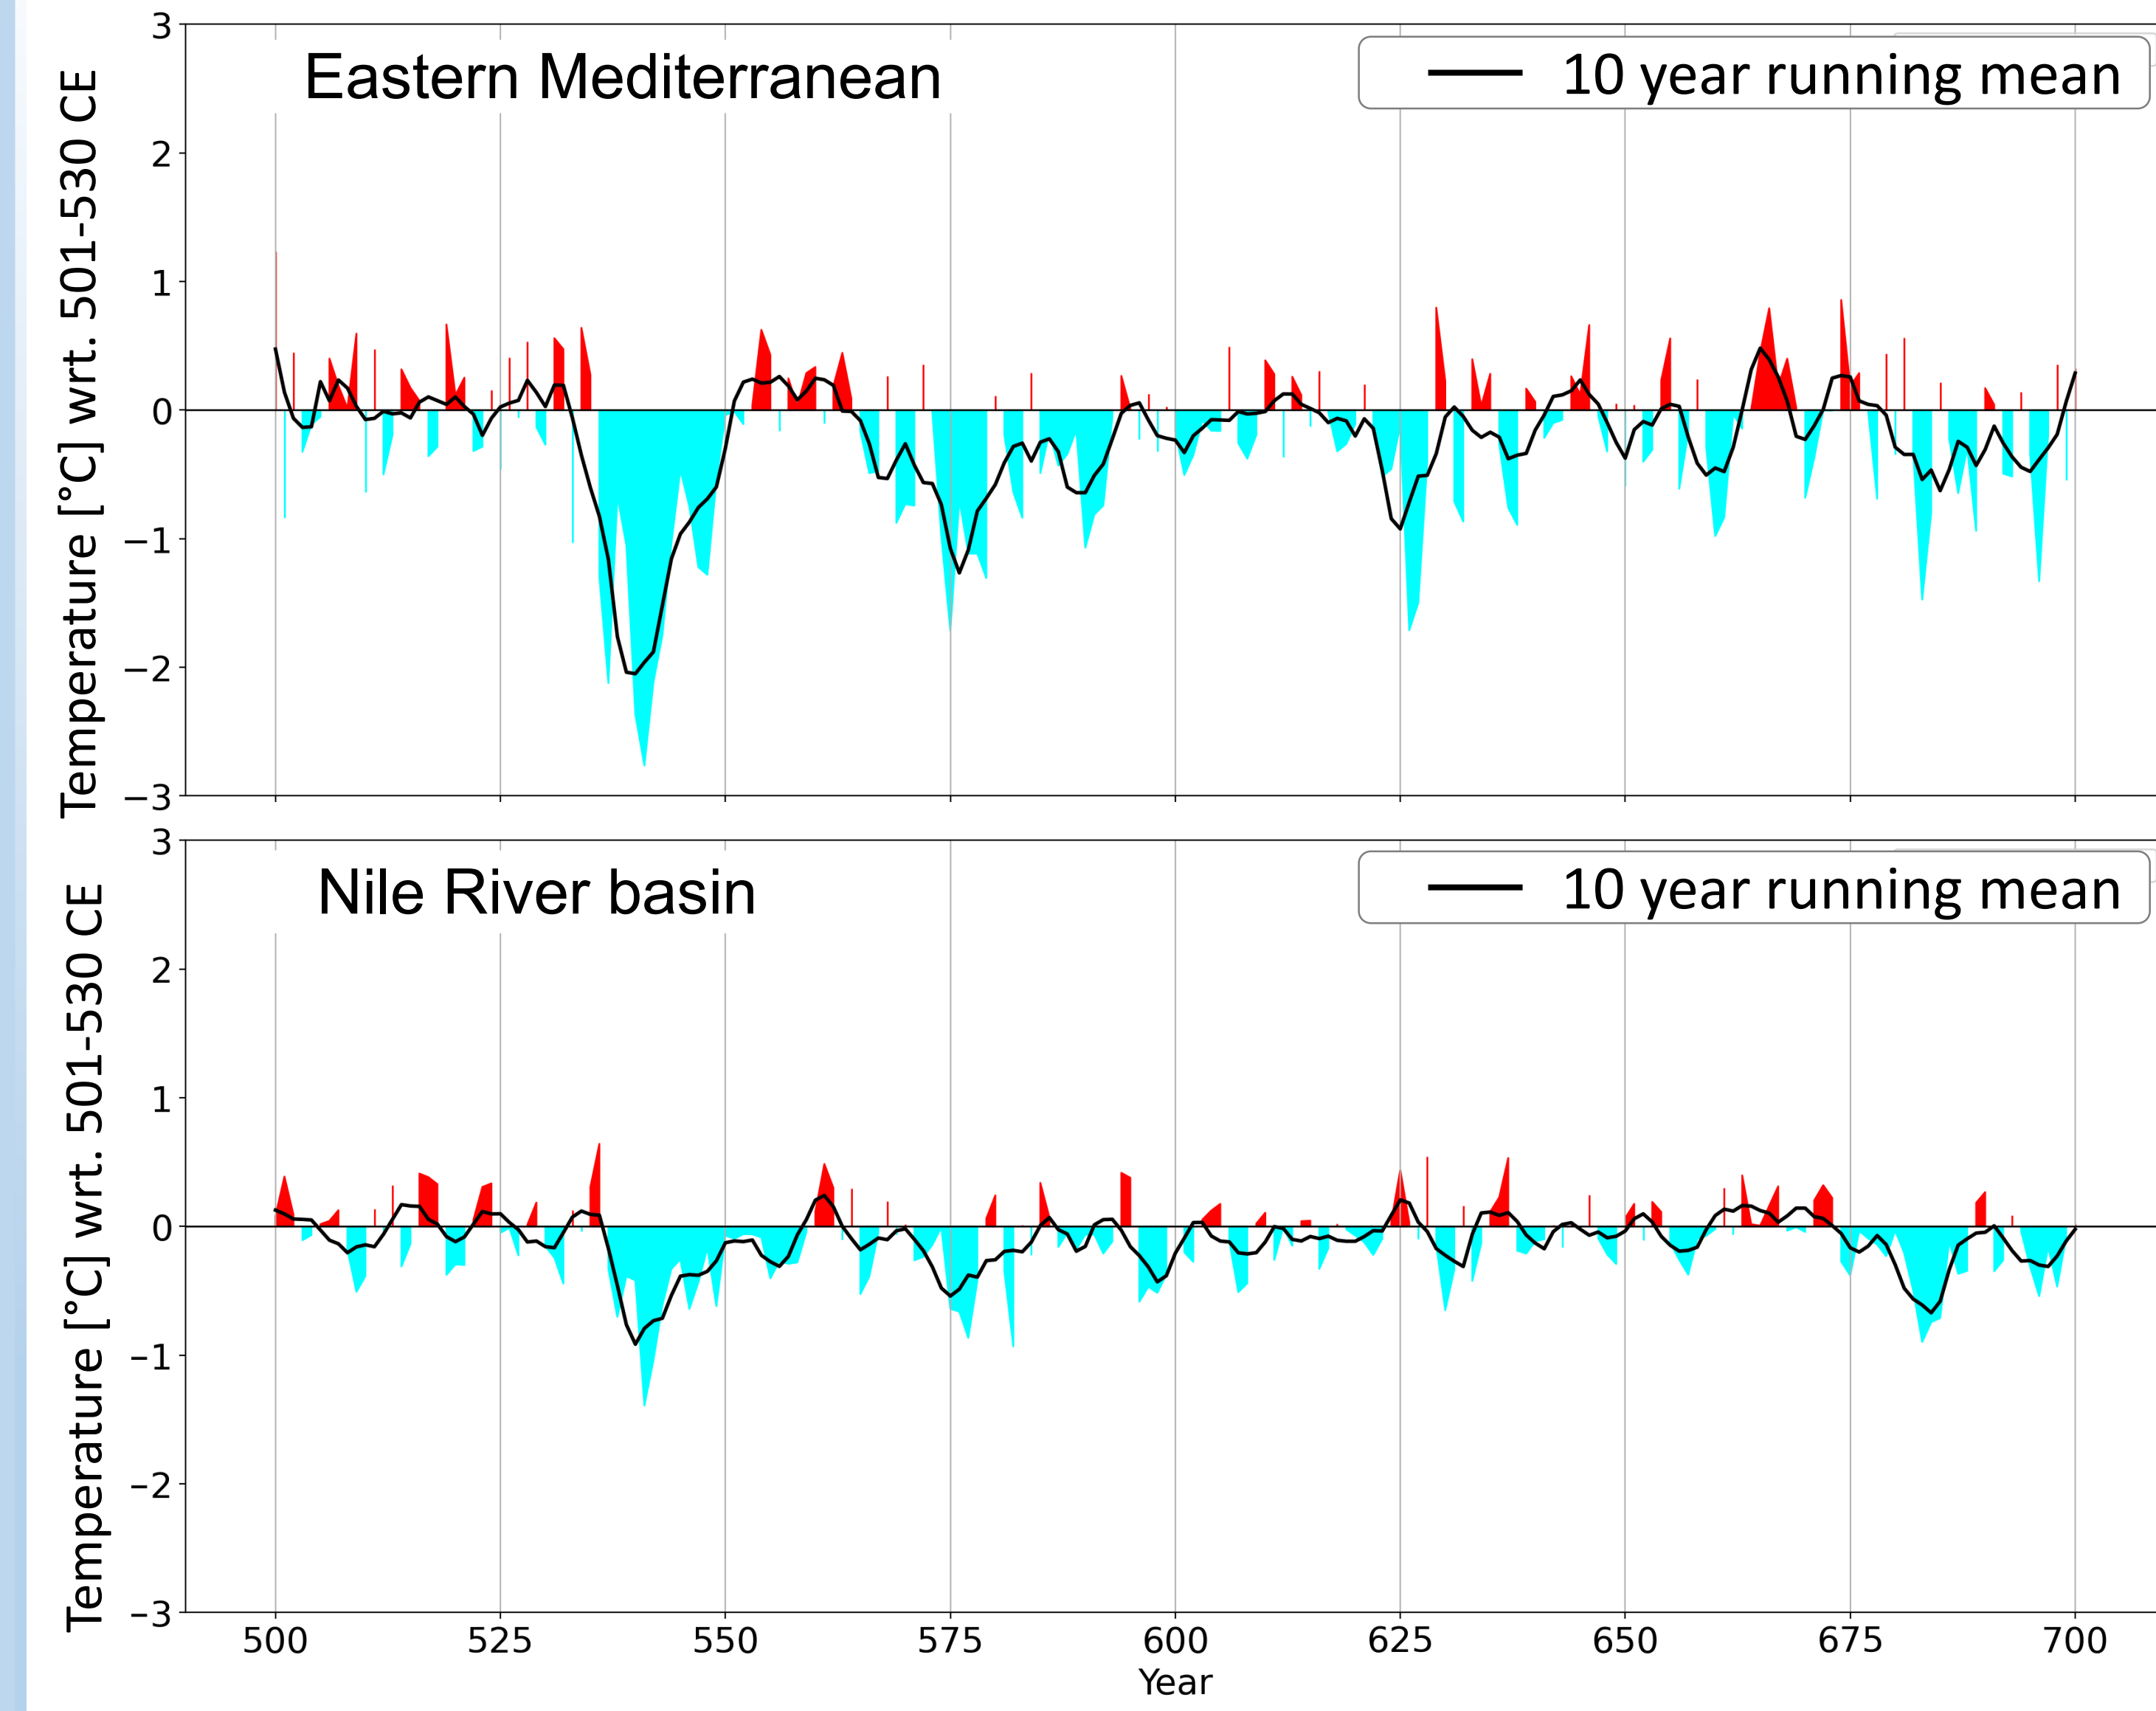 Eastern Mediterranean
10 year running mean
Temperature [°C] wrt. 501-530 CE
3
2
1
0
−1
−2
−3
Nile River basin
10 year running mean
Temperature [°C] wrt. 501-530 CE
3
2
1
0
−1
−2
−3
500 525 550 575 600 625 650 675 700
Year